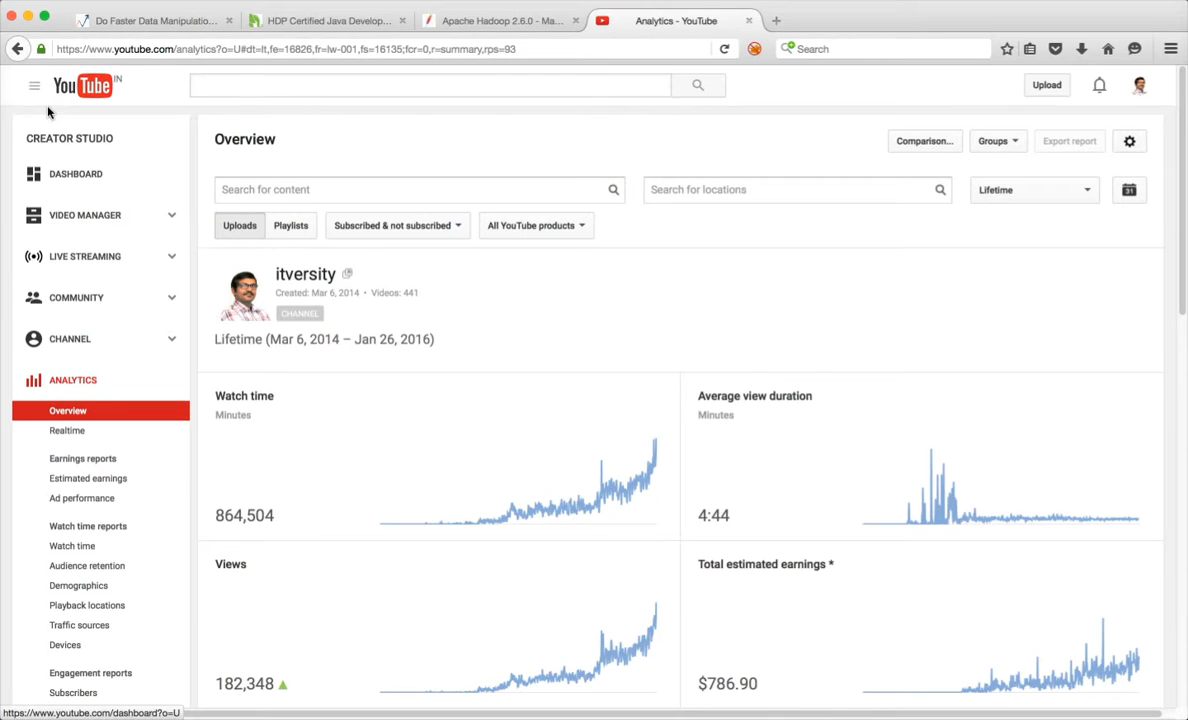 Do Faster Data Manipulatio...
HDP Certified Java Develop...
Apache Hadoop 2.6.0 - Ma...
Analytics - YouTube
https://www.youtube.com/analytics?o=U#dt=lt,fe=16826,fr=lw-001,fs=16135;fcr=0,r=summary,rps=93
Search
YouTube IN
Upload
CREATOR STUDIO
DASHBOARD
VIDEO MANAGER
LIVE STREAMING
COMMUNITY
CHANNEL
ANALYTICS
Overview
Realtime
Earnings reports
Estimated earnings
Ad performance
Watch time reports
Watch time
Audience retention
Demographics
Playback locations
Traffic sources
Devices
Engagement reports
Subscribers
Overview
Comparison...
Groups
Export report
Search for content
Search for locations
Lifetime
31
Uploads
Playlists
Subscribed & not subscribed
All YouTube products
itversity
Created: Mar 6, 2014 • Videos: 441
CHANNEL
Lifetime (Mar 6, 2014 – Jan 26, 2016)
Watch time
Minutes
864,504
Average view duration
Minutes
4:44
Views
182,348
Total estimated earnings *
$786.90
https://www.youtube.com/dashboard?o=U